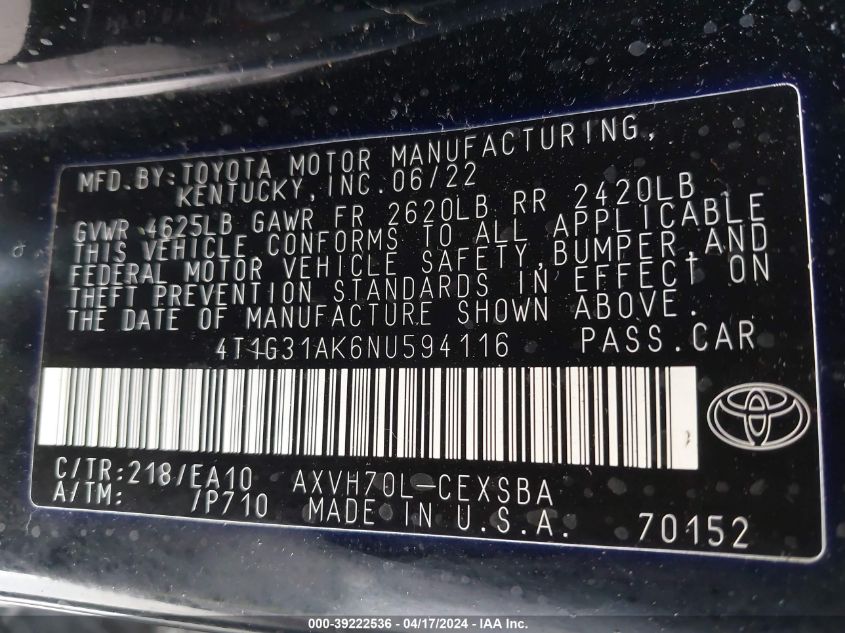 MFD.BY:TOYOTA MOTOR MANUFACTURING,
KENTUCKY,INC.06/22
GVWR 4625LB GAWR FR 2620LB RR 2420LB
THIS VEHICLE CONFORMS TO ALL APPLICABLE
FEDERAL MOTOR VEHICLE SAFETY,BUMPER,AND
THEFT PREVENTION STANDARDS IN EFFECT ON
THE DATE OF MANUFACTURE SHOWN ABOVE.
4T1G31AK6NU594116 PASS.CAR
C/TR:218/EA10 AXVH70L-CEXSBA
A/TM: /P710 MADE IN U.S.A. 70152
000-39222536 - 04/17/2024 - IAA Inc.